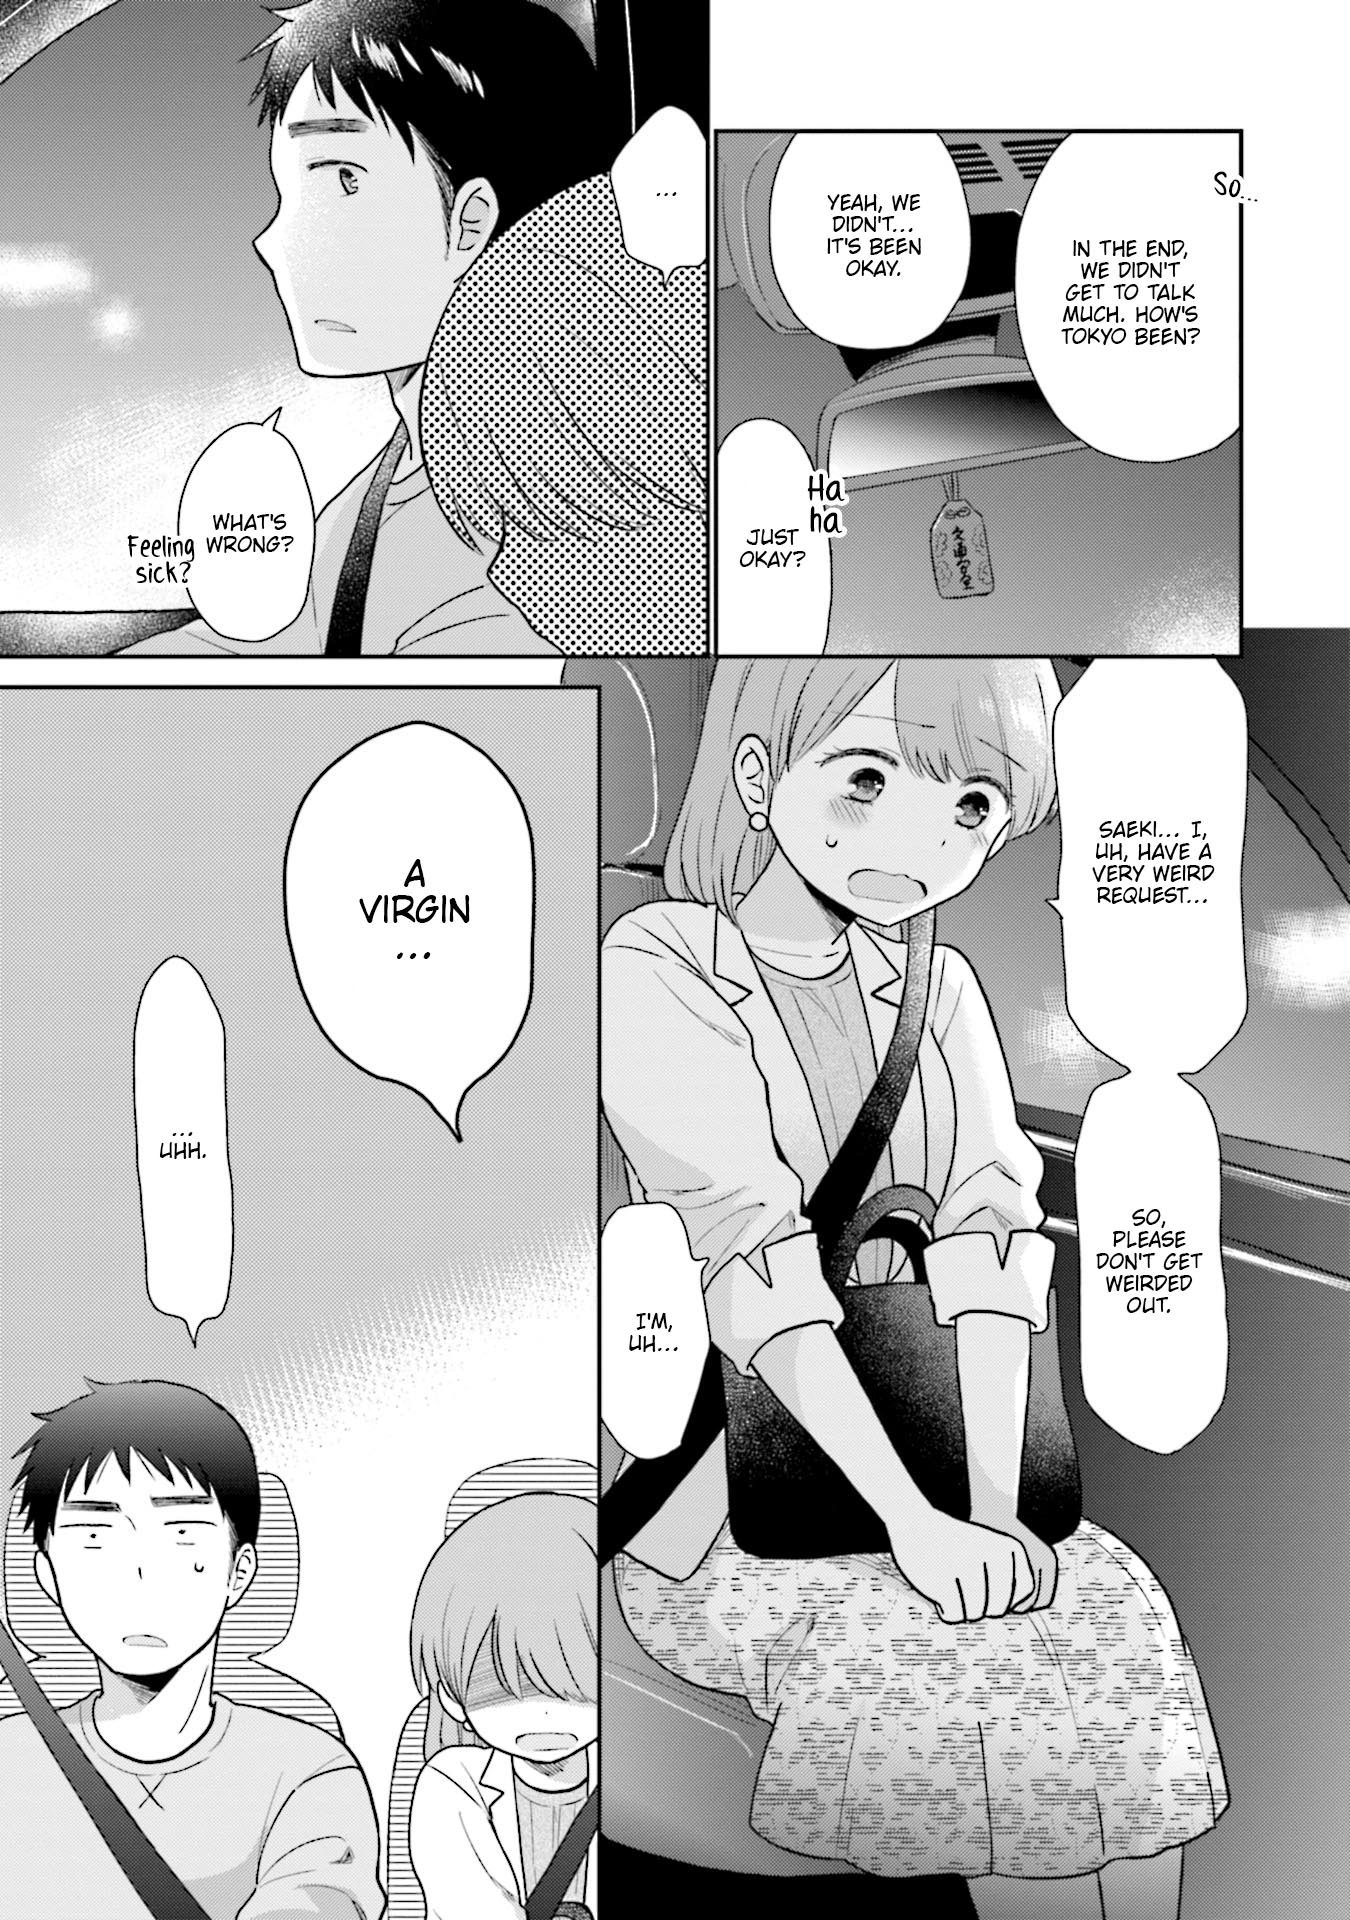 SO...
IN THE END,
WE DIDN'T
GET TO TALK
MUCH. HOW'S
TOKYO BEEN?
YEAH, WE
DIDN'T...
IT'S BEEN
OKAY.
Ha
ha
JUST
OKAY?
...
WHAT'S
WRONG?
Feeling
sick?
SAEKI... I,
UH, HAVE A
VERY WEIRD
REQUEST...
SO,
PLEASE
DON'T GET
WEIRDED
OUT.
I'M,
UH...
A
VIRGIN
...
...
UHH.